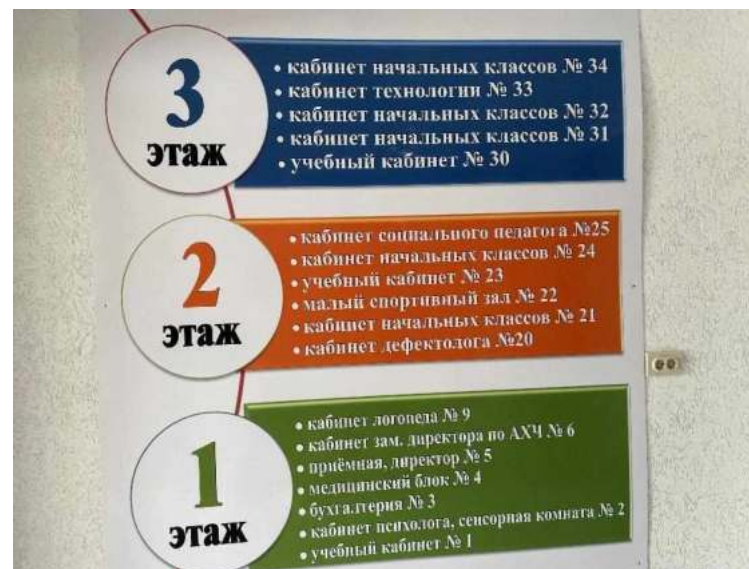 3
этаж
• кабинет начальных классов № 34
• кабинет технологии № 33
• кабинет начальных классов № 32
• кабинет начальных классов № 31
• учебный кабинет № 30
2
этаж
• кабинет социального педагога №25
• кабинет начальных классов № 24
• учебный кабинет № 23
• малый спортивный зал № 22
• кабинет начальных классов № 21
• кабинет дефектолога №20
1
этаж
• кабинет логопеда № 9
• кабинет зам. директора по АХЧ № 6
• приёмная, директор № 5
• медицинский блок № 4
• бухгалтерия № 3
• кабинет психолога, сенсорная комната № 2
• учебный кабинет № 1